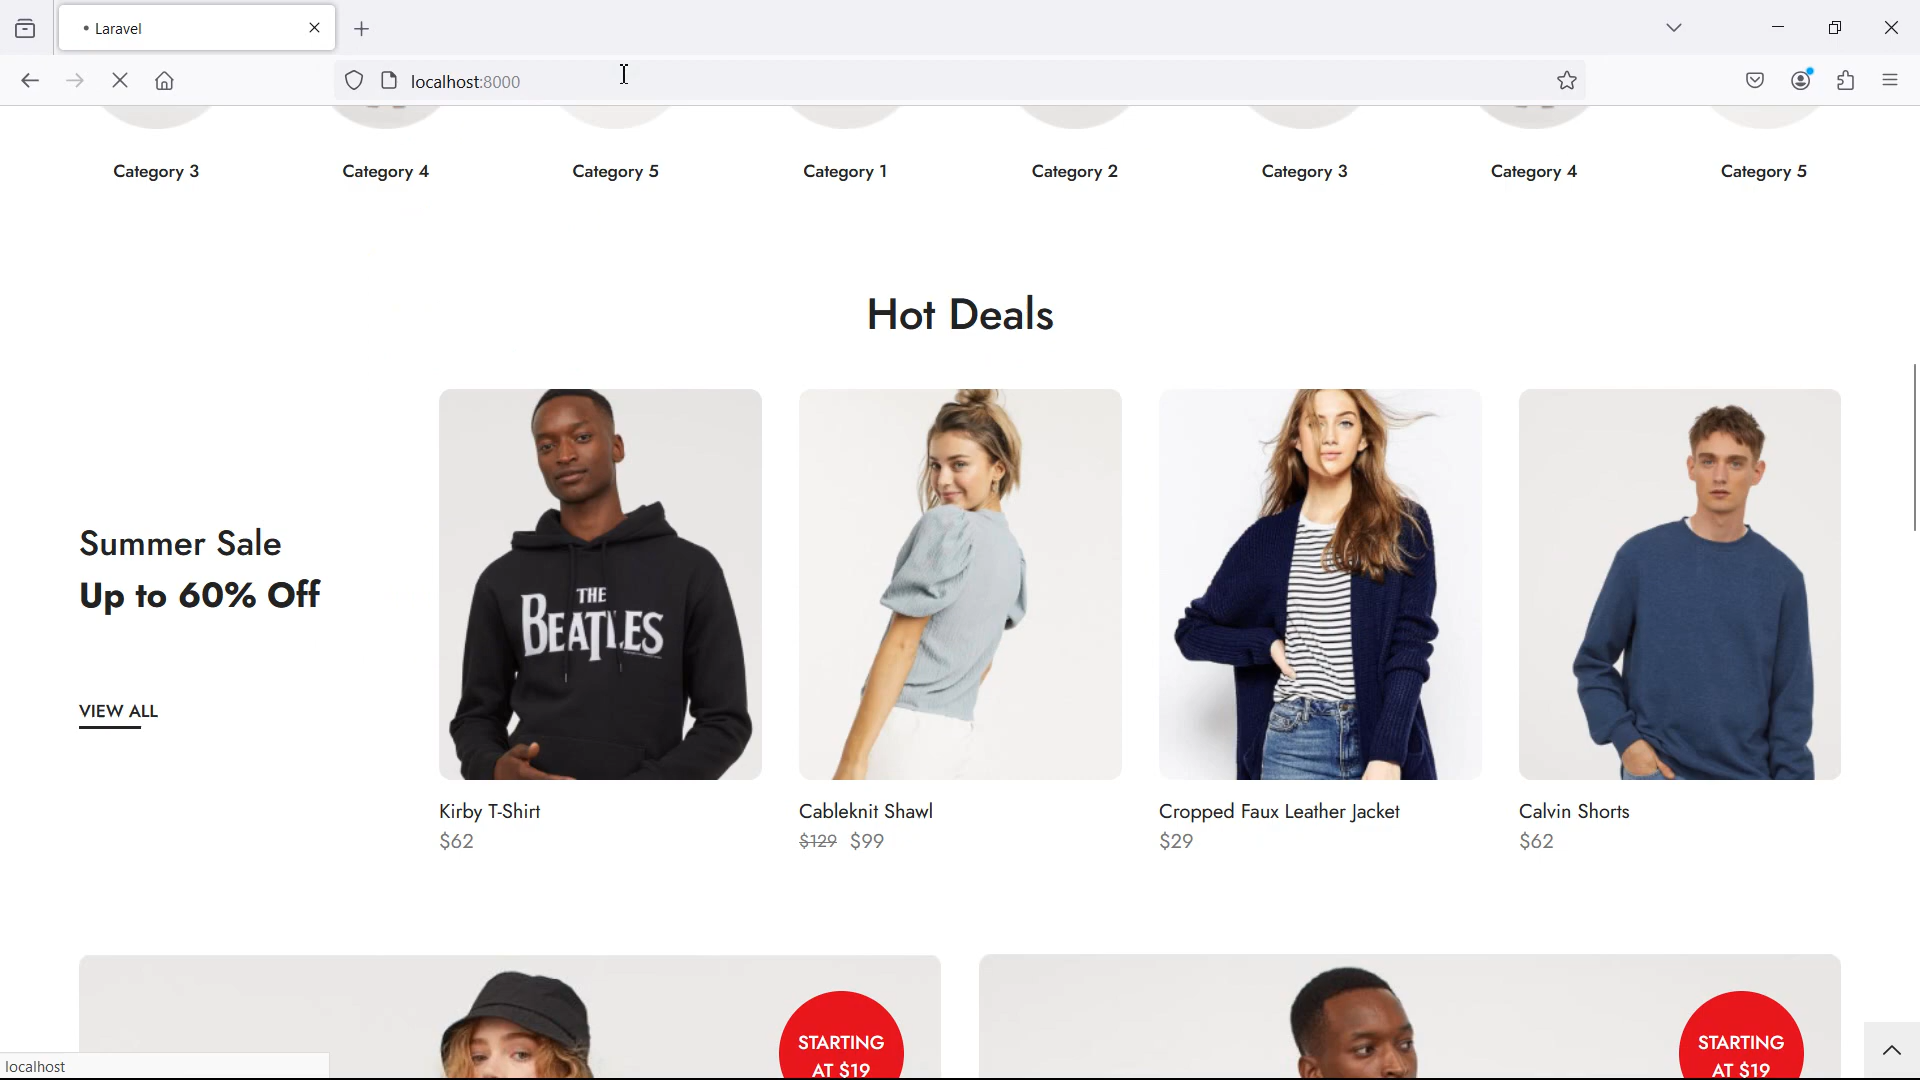 • Laravel
localhost:8000
Category 3
Category 4
Category 5
Category 1
Category 2
Category 3
Category 4
Category 5
Hot Deals
Summer Sale
Up to 60% Off
VIEW ALL
THE
BEATLES
Kirby T-Shirt
$62
Cableknit Shawl
$129 $99
Cropped Faux Leather Jacket
$29
Calvin Shorts
$62
STARTING
AT $19
STARTING
AT $19
localhost